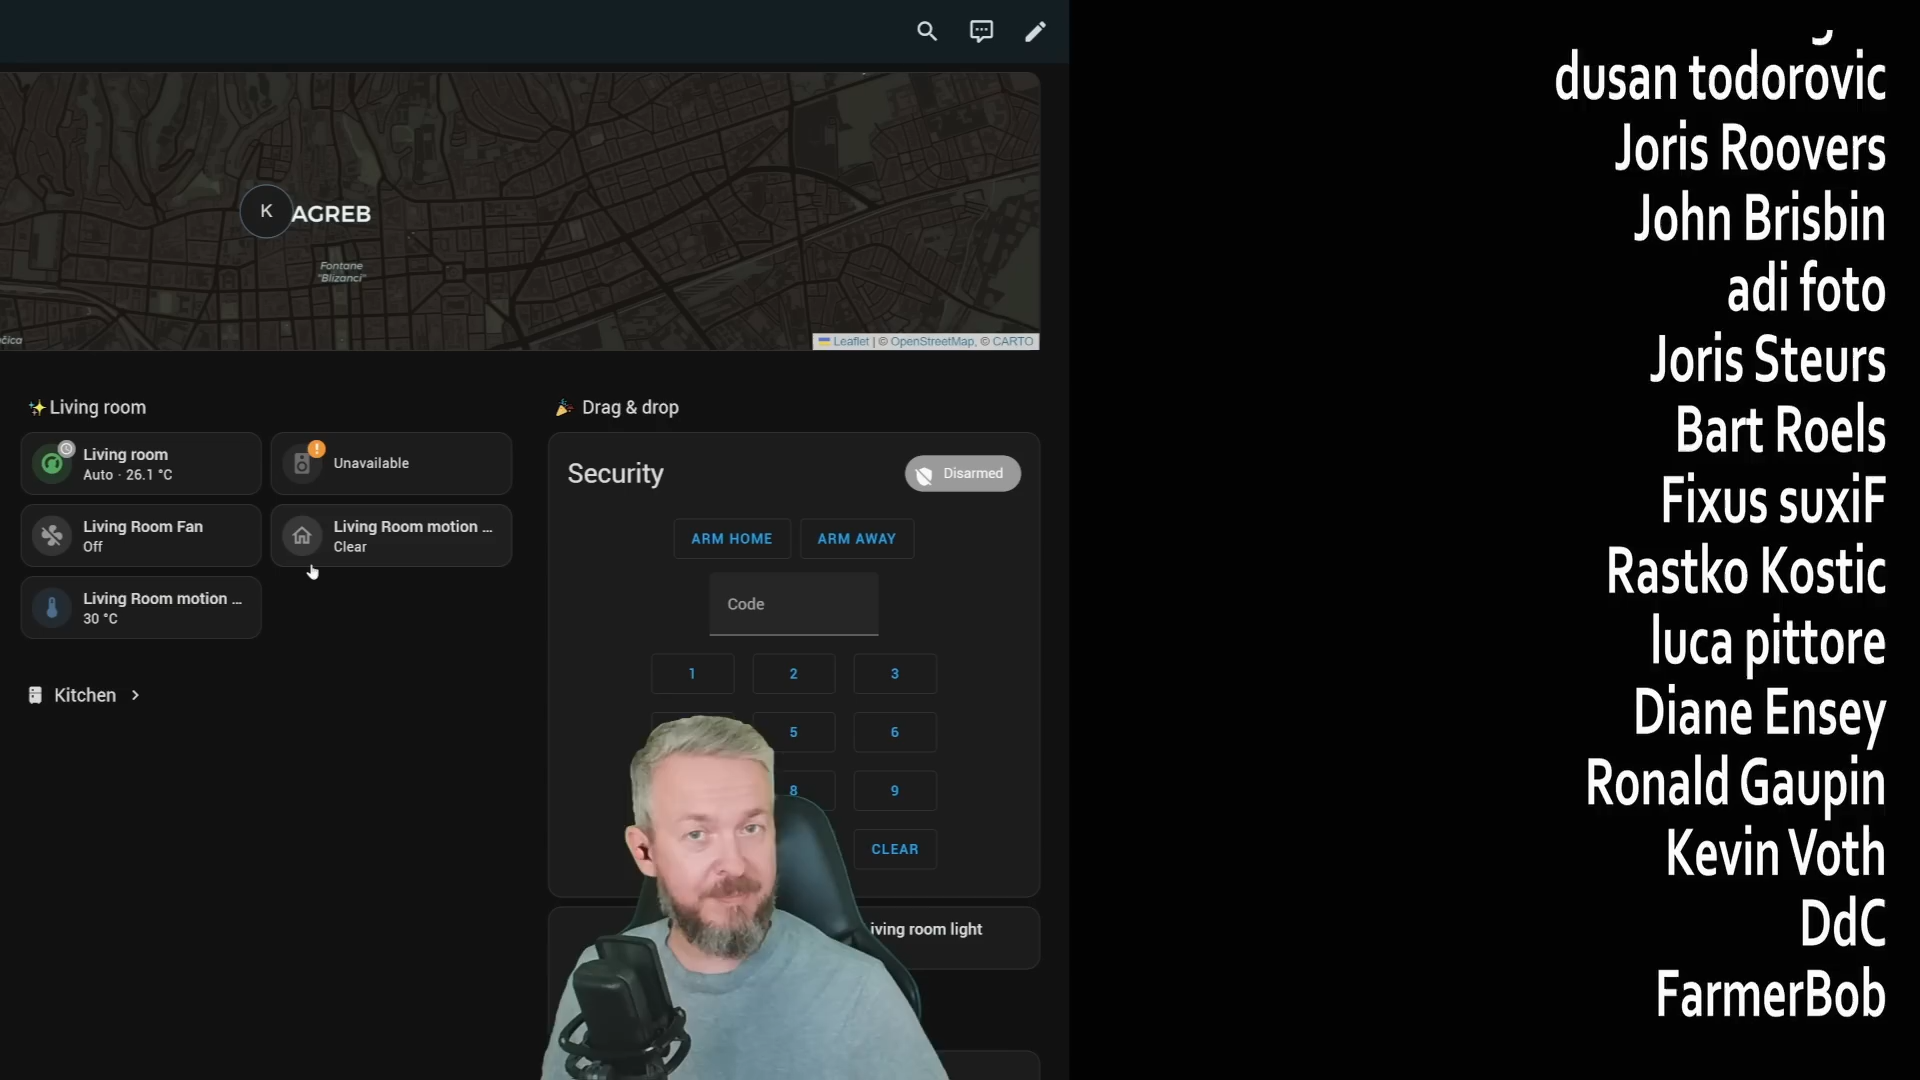 K
AGREB
Fontane
"Blizanci"
Leaflet | © OpenStreetMap, © CARTO
✨Living room
Living room
Auto · 26.1 °C
Unavailable
Living Room Fan
Off
Living Room motion ...
Clear
Living Room motion ...
30 °C
Kitchen >
🎉 Drag & drop
Security
Disarmed
ARM HOME
ARM AWAY
Code
1 2 3
5 6
8 9
CLEAR
iving room light
dusan todorovic
Joris Roovers
John Brisbin
adi foto
Joris Steurs
Bart Roels
Fixus suxiF
Rastko Kostic
luca pittore
Diane Ensey
Ronald Gaupin
Kevin Voth
DdC
FarmerBob